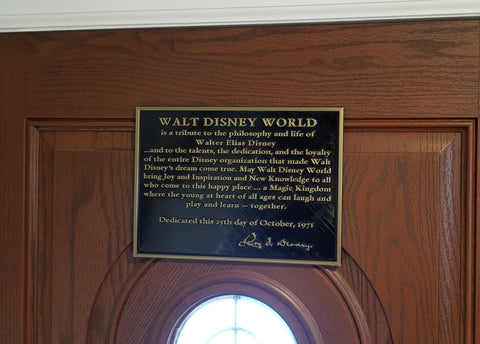 WALT DISNEY WORLD
is a tribute to the philosophy and life of
Walter Elias Disney
...and to the talents, the dedication, and the loyalty
of the entire Disney organization that made Walt
Disney's dream come true. May Walt Disney World
bring Joy and Inspiration and New Knowledge to all
who come to this happy place ... a Magic Kingdom
where the young at heart of all ages can laugh and
play and learn — together.
Dedicated this 25th day of October, 1971
Roy O. Disney